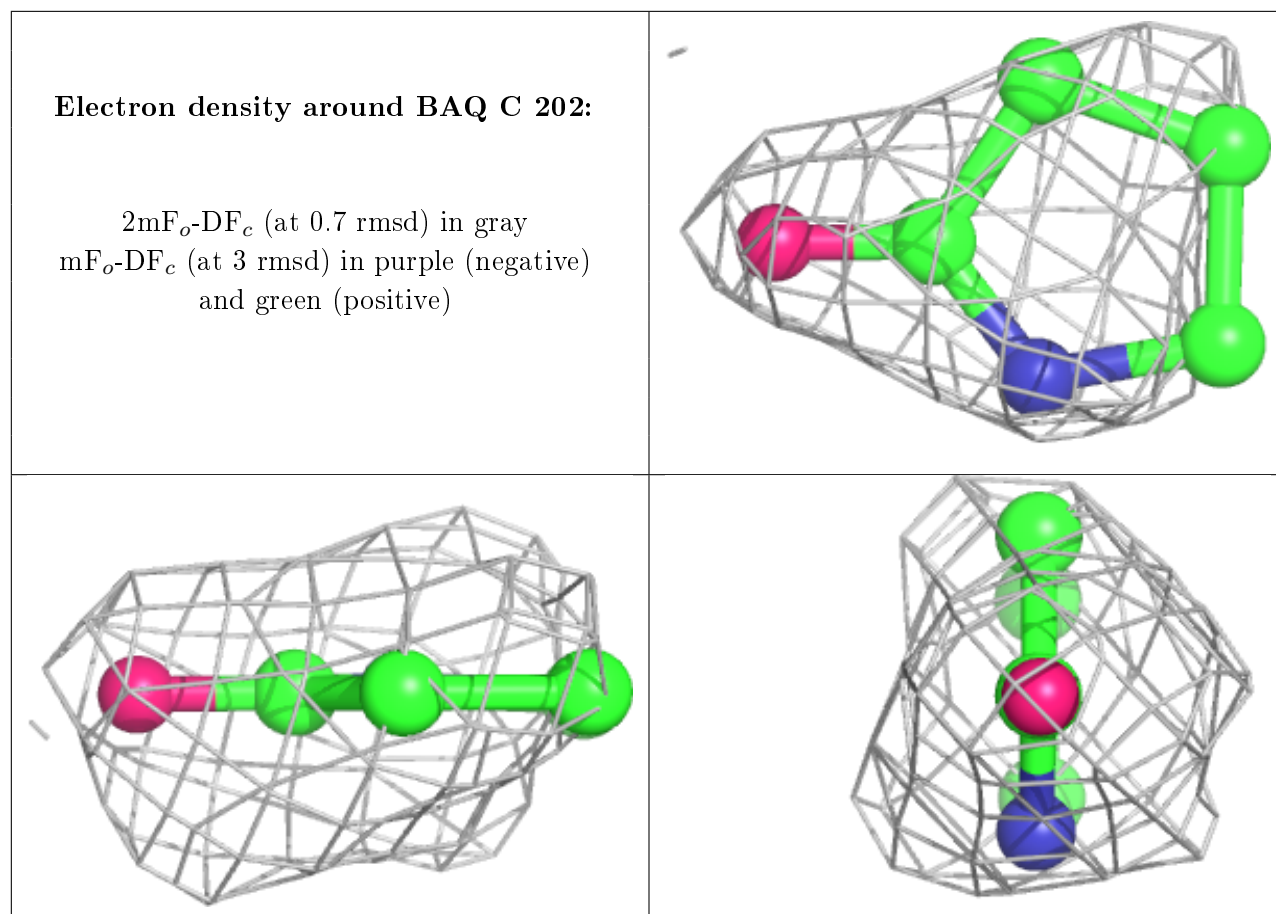 Electron density around BAQ C 202:
2mFo-DFc (at 0.7 rmsd) in gray
mFo-DFc (at 3 rmsd) in purple (negative)
and green (positive)